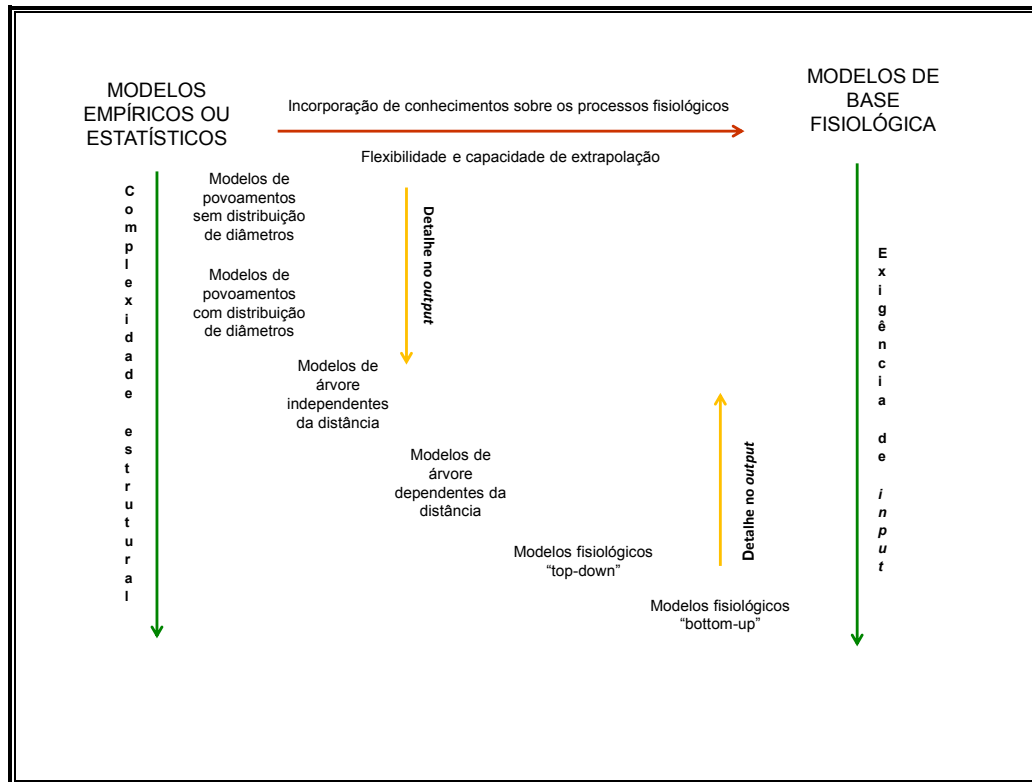 MODELOS
EMPÍRICOS OU
ESTATÍSTICOS
Incorporação de conhecimentos sobre os processos fisiológicos
Flexibilidade e capacidade de extrapolação
MODELOS DE
BASE
FISIOLÓGICA
Complexidade estrutural
Modelos de
povoamentos
sem distribuição
de diâmetros
Modelos de
povoamentos
com distribuição
de diâmetros
Detalhe no output
Modelos de
árvore
independentes
da distância
Modelos de
árvore
dependentes da
distância
Modelos fisiológicos
“top-down”
Modelos fisiológicos
“bottom-up”
Detalhe no output
Exigência de input